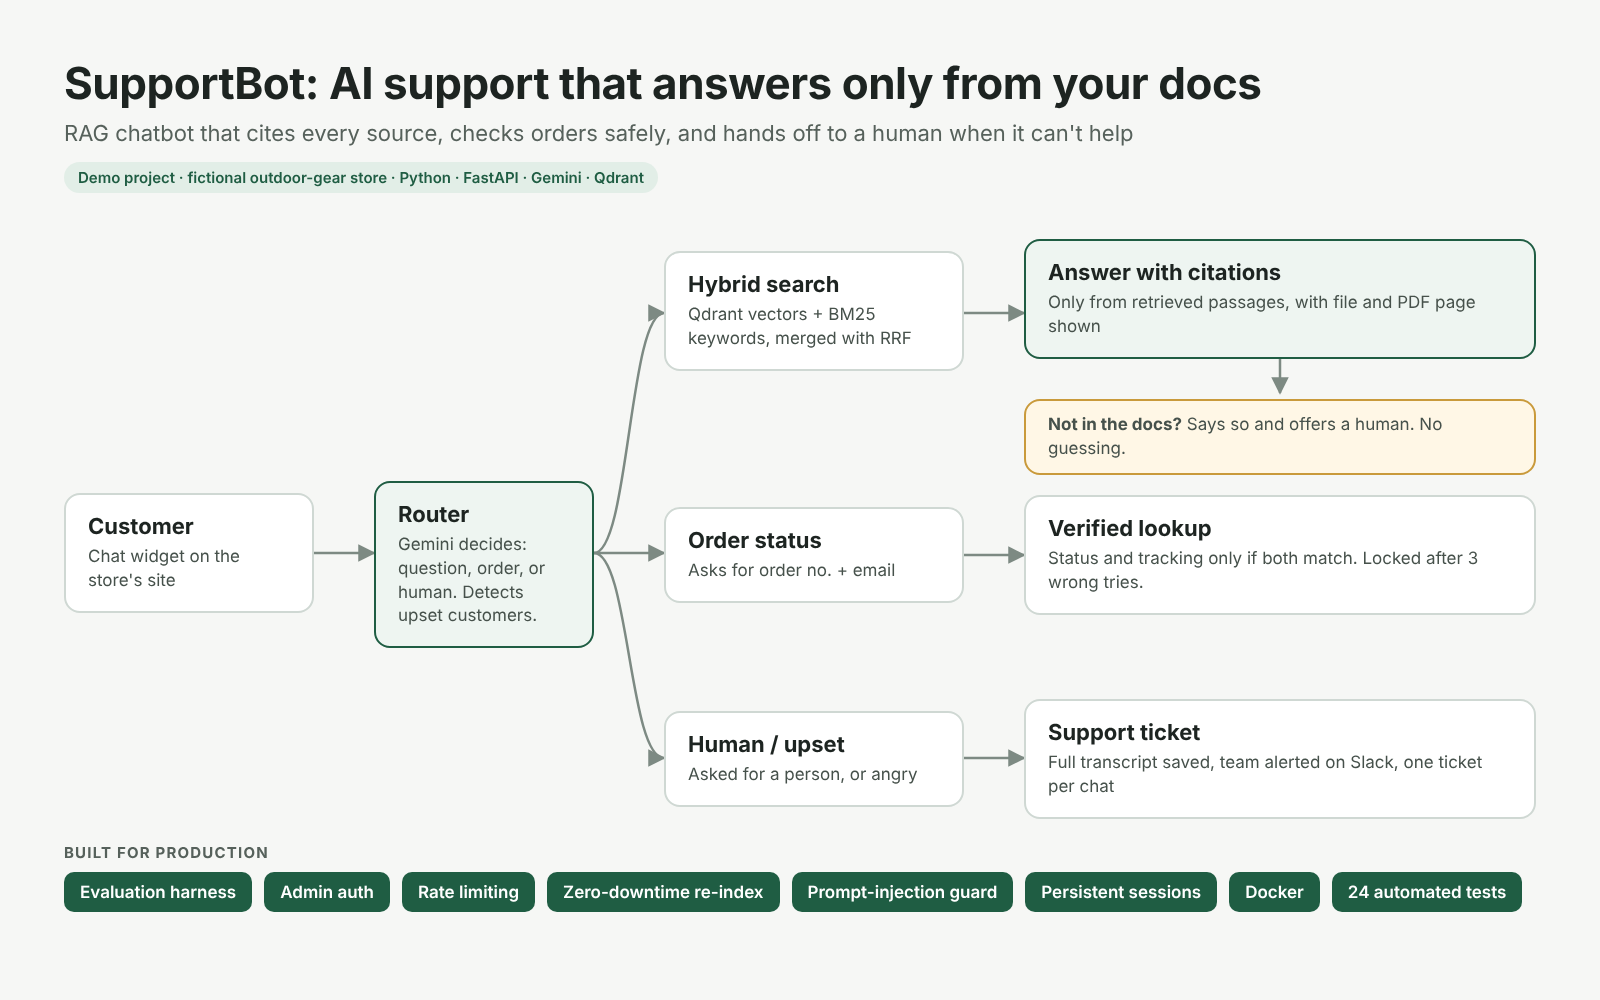 SupportBot: AI support that answers only from your docs
RAG chatbot that cites every source, checks orders safely, and hands off to a human when it can't help
Demo project · fictional outdoor-gear store · Python · FastAPI · Gemini · Qdrant
Hybrid search
Qdrant vectors + BM25
keywords, merged with RRF
Answer with citations
Only from retrieved passages, with file and PDF page
shown
Not in the docs? Says so and offers a human. No
guessing.
Customer
Chat widget on the
store's site
Router
Gemini decides:
question, order, or
human. Detects
upset customers.
Order status
Asks for order no. + email
Verified lookup
Status and tracking only if both match. Locked after 3
wrong tries.
Human / upset
Asked for a person, or angry
Support ticket
Full transcript saved, team alerted on Slack, one ticket
per chat
BUILT FOR PRODUCTION
Evaluation harness
Admin auth
Rate limiting
Zero-downtime re-index
Prompt-injection guard
Persistent sessions
Docker
24 automated tests